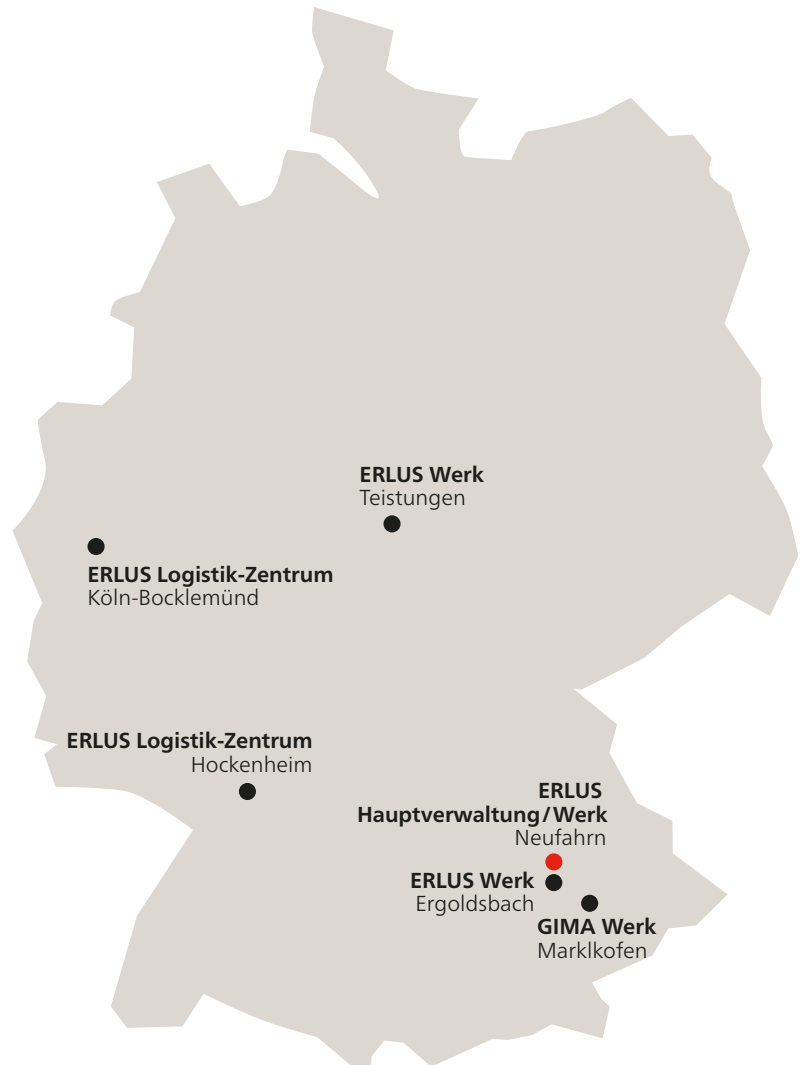 ERLUS Werk
Teistungen
ERLUS Logistik-Zentrum
Köln-Bocklemünd
ERLUS Logistik-Zentrum
Hockenheim
ERLUS
Hauptverwaltung/Werk
Neufahrn
ERLUS Werk
Ergoldsbach
GIMA Werk
Marklkofen